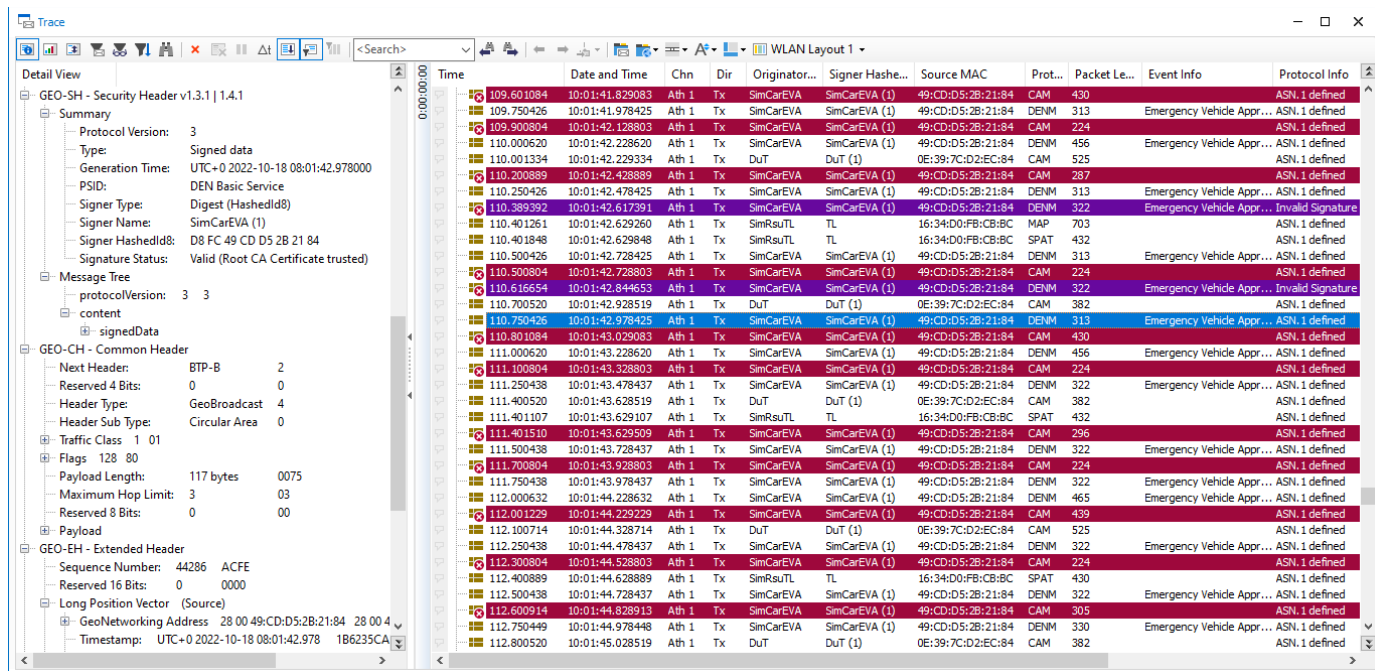 Trace
<Search>
Δt
WLAN Layout 1
Detail View
GEO-SH - Security Header v1.3.1 | 1.4.1
Summary
Protocol Version: 3
Type: Signed data
Generation Time: UTC+0 2022-10-18 08:01:42.978000
PSID: DEN Basic Service
Signer Type: Digest (HashedId8)
Signer Name: SimCarEVA (1)
Signer HashedId8: D8 FC 49 CD D5 2B 21 84
Signature Status: Valid (Root CA Certificate trusted)
Message Tree
protocolVersion: 3 3
content
signedData
GEO-CH - Common Header
Next Header: BTP-B 2
Reserved 4 Bits: 0 0
Header Type: GeoBroadcast 4
Header Sub Type: Circular Area 0
Traffic Class 1 01
Flags 128 80
Payload Length: 117 bytes 0075
Maximum Hop Limit: 3 03
Reserved 8 Bits: 0 00
Payload
GEO-EH - Extended Header
Sequence Number: 44286 ACFE
Reserved 16 Bits: 0 0000
Long Position Vector (Source)
GeoNetworking Address 28 00 49:CD:D5:2B:21:84 28 00 4
Timestamp: UTC+0 2022-10-18 08:01:42.978 1B6235CA
0:00:00:00
Time Date and Time Chn Dir Originator... Signer Hashe... Source MAC Prot... Packet Le... Event Info Protocol Info
109.601084 10:01:41.829083 Ath 1 Tx SimCarEVA SimCarEVA (1) 49:CD:D5:2B:21:84 CAM 430 ASN.1 defined
109.750426 10:01:41.978425 Ath 1 Tx SimCarEVA SimCarEVA (1) 49:CD:D5:2B:21:84 DENM 313 Emergency Vehicle Appr... ASN.1 defined
109.900804 10:01:42.128803 Ath 1 Tx SimCarEVA SimCarEVA (1) 49:CD:D5:2B:21:84 CAM 224 ASN.1 defined
110.000620 10:01:42.228620 Ath 1 Tx SimCarEVA SimCarEVA (1) 49:CD:D5:2B:21:84 DENM 456 Emergency Vehicle Appr... ASN.1 defined
110.001334 10:01:42.229334 Ath 1 Tx DuT DuT (1) 0E:39:7C:D2:EC:84 CAM 525 ASN.1 defined
110.200889 10:01:42.428889 Ath 1 Tx SimCarEVA SimCarEVA (1) 49:CD:D5:2B:21:84 CAM 287 ASN.1 defined
110.250426 10:01:42.478425 Ath 1 Tx SimCarEVA SimCarEVA (1) 49:CD:D5:2B:21:84 DENM 313 Emergency Vehicle Appr... ASN.1 defined
110.389392 10:01:42.617391 Ath 1 Tx SimCarEVA SimCarEVA (1) 49:CD:D5:2B:21:84 DENM 322 Emergency Vehicle Appr... Invalid Signature
110.401261 10:01:42.629260 Ath 1 Tx SimRsuTL TL 16:34:D0:FB:CB:BC MAP 703 ASN.1 defined
110.401848 10:01:42.629848 Ath 1 Tx SimRsuTL TL 16:34:D0:FB:CB:BC SPAT 432 ASN.1 defined
110.500426 10:01:42.728425 Ath 1 Tx SimCarEVA SimCarEVA (1) 49:CD:D5:2B:21:84 DENM 313 Emergency Vehicle Appr... ASN.1 defined
110.500804 10:01:42.728803 Ath 1 Tx SimCarEVA SimCarEVA (1) 49:CD:D5:2B:21:84 CAM 224 ASN.1 defined
110.616654 10:01:42.844653 Ath 1 Tx SimCarEVA SimCarEVA (1) 49:CD:D5:2B:21:84 DENM 322 Emergency Vehicle Appr... Invalid Signature
110.700520 10:01:42.928519 Ath 1 Tx DuT DuT (1) 0E:39:7C:D2:EC:84 CAM 382 ASN.1 defined
110.750426 10:01:42.978425 Ath 1 Tx SimCarEVA SimCarEVA (1) 49:CD:D5:2B:21:84 DENM 313 Emergency Vehicle Appr... ASN.1 defined
110.801084 10:01:43.029083 Ath 1 Tx SimCarEVA SimCarEVA (1) 49:CD:D5:2B:21:84 CAM 430 ASN.1 defined
111.000620 10:01:43.228620 Ath 1 Tx SimCarEVA SimCarEVA (1) 49:CD:D5:2B:21:84 DENM 456 Emergency Vehicle Appr... ASN.1 defined
111.100804 10:01:43.328803 Ath 1 Tx SimCarEVA SimCarEVA (1) 49:CD:D5:2B:21:84 CAM 224 ASN.1 defined
111.250438 10:01:43.478437 Ath 1 Tx SimCarEVA SimCarEVA (1) 49:CD:D5:2B:21:84 DENM 322 Emergency Vehicle Appr... ASN.1 defined
111.400520 10:01:43.628519 Ath 1 Tx DuT DuT (1) 0E:39:7C:D2:EC:84 CAM 382 ASN.1 defined
111.401107 10:01:43.629107 Ath 1 Tx SimRsuTL TL 16:34:D0:FB:CB:BC SPAT 432 ASN.1 defined
111.401510 10:01:43.629509 Ath 1 Tx SimCarEVA SimCarEVA (1) 49:CD:D5:2B:21:84 CAM 296 ASN.1 defined
111.500438 10:01:43.728437 Ath 1 Tx SimCarEVA SimCarEVA (1) 49:CD:D5:2B:21:84 DENM 322 Emergency Vehicle Appr... ASN.1 defined
111.700804 10:01:43.928803 Ath 1 Tx SimCarEVA SimCarEVA (1) 49:CD:D5:2B:21:84 CAM 224 ASN.1 defined
111.750438 10:01:43.978437 Ath 1 Tx SimCarEVA SimCarEVA (1) 49:CD:D5:2B:21:84 DENM 322 Emergency Vehicle Appr... ASN.1 defined
112.000632 10:01:44.228632 Ath 1 Tx SimCarEVA SimCarEVA (1) 49:CD:D5:2B:21:84 DENM 465 Emergency Vehicle Appr... ASN.1 defined
112.001229 10:01:44.229229 Ath 1 Tx SimCarEVA SimCarEVA (1) 49:CD:D5:2B:21:84 CAM 439 ASN.1 defined
112.100714 10:01:44.328714 Ath 1 Tx DuT DuT (1) 0E:39:7C:D2:EC:84 CAM 525 ASN.1 defined
112.250438 10:01:44.478437 Ath 1 Tx SimCarEVA SimCarEVA (1) 49:CD:D5:2B:21:84 DENM 322 Emergency Vehicle Appr... ASN.1 defined
112.300804 10:01:44.528803 Ath 1 Tx SimCarEVA SimCarEVA (1) 49:CD:D5:2B:21:84 CAM 224 ASN.1 defined
112.400889 10:01:44.628889 Ath 1 Tx SimRsuTL TL 16:34:D0:FB:CB:BC SPAT 430 ASN.1 defined
112.500438 10:01:44.728437 Ath 1 Tx SimCarEVA SimCarEVA (1) 49:CD:D5:2B:21:84 DENM 322 Emergency Vehicle Appr... ASN.1 defined
112.600914 10:01:44.828913 Ath 1 Tx SimCarEVA SimCarEVA (1) 49:CD:D5:2B:21:84 CAM 305 ASN.1 defined
112.750449 10:01:44.978448 Ath 1 Tx SimCarEVA SimCarEVA (1) 49:CD:D5:2B:21:84 DENM 330 Emergency Vehicle Appr... ASN.1 defined
112.800520 10:01:45.028519 Ath 1 Tx DuT DuT (1) 0E:39:7C:D2:EC:84 CAM 382 ASN.1 defined